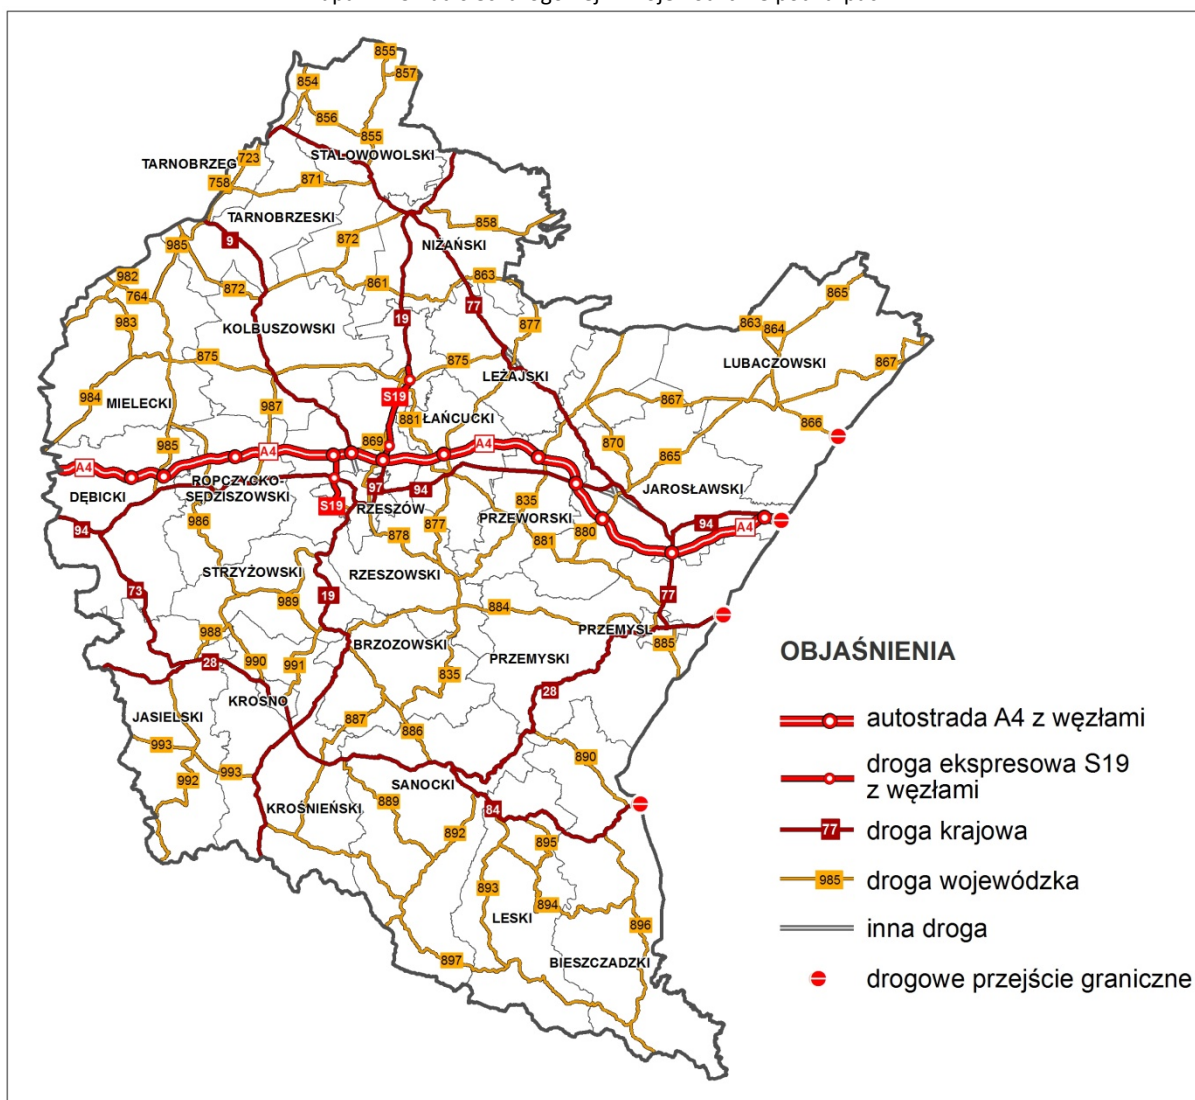 855
857
854
856
855
STALOWOWOLSKI
TARNOBRZEG
723
758
871
TARNOBRZESKI
858
9
872
985
NIŻAŃSKI
982
872
861
863
764
865
77
983
KOLBUSZOWSKI
19
877
863
864
875
875
LUBACZOWSKI
867
LEŻAJSKI
984
S19
867
MIELECKI
987
881
ŁAŃCUCKI
866
985
869
870
A4
A4
865
A4
ROPCZYCKO-
SĘDZISZOWSKI
DĘBICKI
97
94
JAROSŁAWSKI
S19
RZESZÓW
835
986
877
PRZEWORSKI
94
A4
94
878
880
881
STRZYŻOWSKI
RZESZOWSKI
73
19
77
989
884
988
BRZOZOWSKI
PRZEMYŚL
885
28
990
991
PRZEMYSKI
OBJAŚNIENIA
835
28
KROSNO
JASIELSKI
887
autostrada A4 z węzłami
886
993
890
droga ekspresowa S19
z węzłami
992
993
SANOCKI
KROŚNIEŃSKI
889
84
892
77
droga krajowa
895
985
droga wojewódzka
893
894
LESKI
896
inna droga
897
BIESZCZADZKI
drogowe przejście graniczne